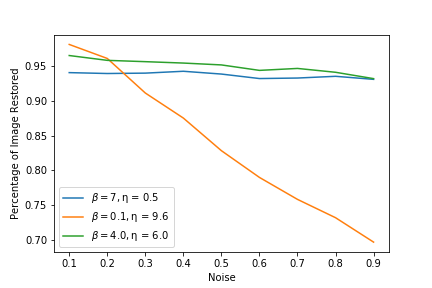 Percentage of Image Restored
0.95
0.90
0.85
0.80
0.75
0.70
β = 7, η = 0.5
β = 0.1, η = 9.6
β = 4.0, η = 6.0
0.1 0.2 0.3 0.4 0.5 0.6 0.7 0.8 0.9
Noise